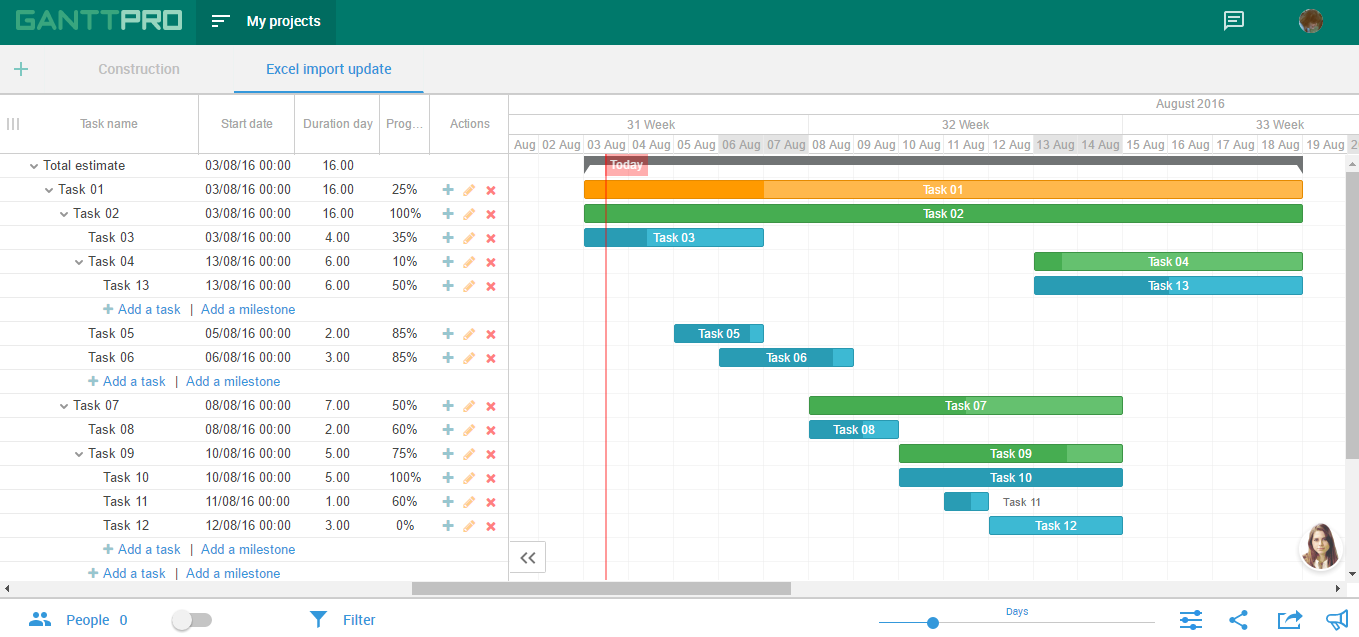 GANTTPRO My projects
Construction Excel import update
Task name Start date Duration day Prog... Actions August 2016
31 Week 32 Week 33 Week
Aug 02 Aug 03 Aug 04 Aug 05 Aug 06 Aug 07 Aug 08 Aug 09 Aug 10 Aug 11 Aug 12 Aug 13 Aug 14 Aug 15 Aug 16 Aug 17 Aug 18 Aug 19 Aug
Total estimate 03/08/16 00:00 16.00 Today
Task 01 03/08/16 00:00 16.00 25% Task 01
Task 02 03/08/16 00:00 16.00 100% Task 02
Task 03 03/08/16 00:00 4.00 35% Task 03
Task 04 13/08/16 00:00 6.00 10% Task 04
Task 13 13/08/16 00:00 6.00 50% Task 13
Add a task | Add a milestone
Task 05 05/08/16 00:00 2.00 85% Task 05
Task 06 06/08/16 00:00 3.00 85% Task 06
Add a task | Add a milestone
Task 07 08/08/16 00:00 7.00 50% Task 07
Task 08 08/08/16 00:00 2.00 60% Task 08
Task 09 10/08/16 00:00 5.00 75% Task 09
Task 10 10/08/16 00:00 5.00 100% Task 10
Task 11 11/08/16 00:00 1.00 60% Task 11
Task 12 12/08/16 00:00 3.00 0% Task 12
Add a task | Add a milestone
Add a task | Add a milestone
People 0 Filter Days